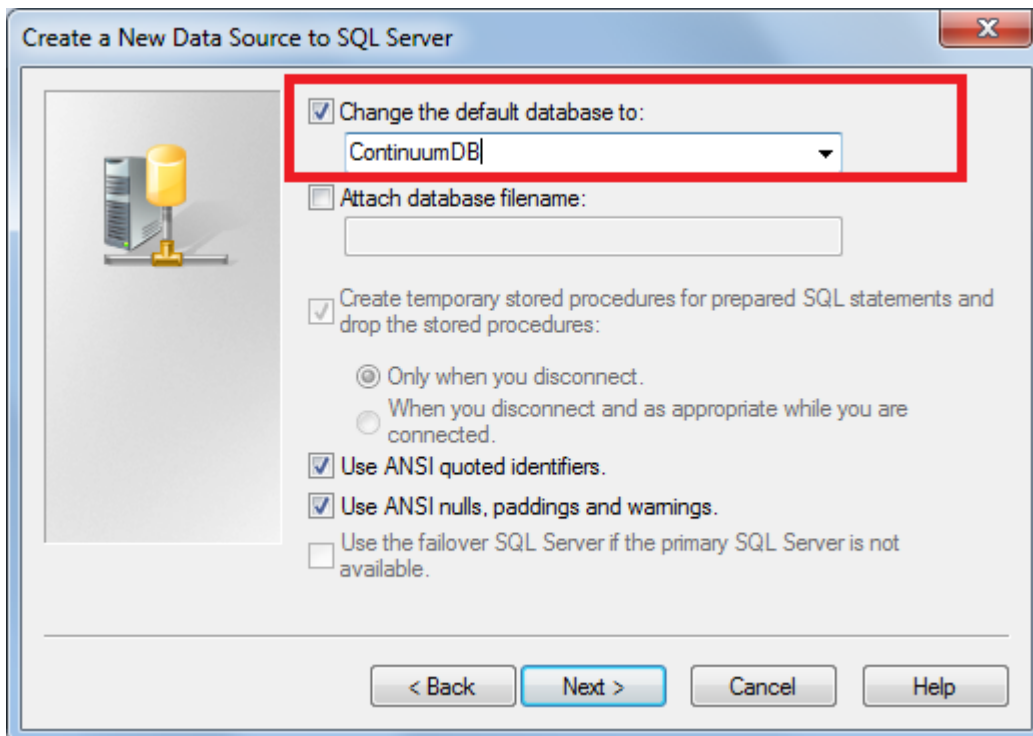 Create a New Data Source to SQL Server
Change the default database to:
ContinuumDB
Attach database filename:
Create temporary stored procedures for prepared SQL statements and
drop the stored procedures:
Only when you disconnect.
When you disconnect and as appropriate while you are
connected.
Use ANSI quoted identifiers.
Use ANSI nulls, paddings and warnings.
Use the failover SQL Server if the primary SQL Server is not
available.
< Back Next > Cancel Help